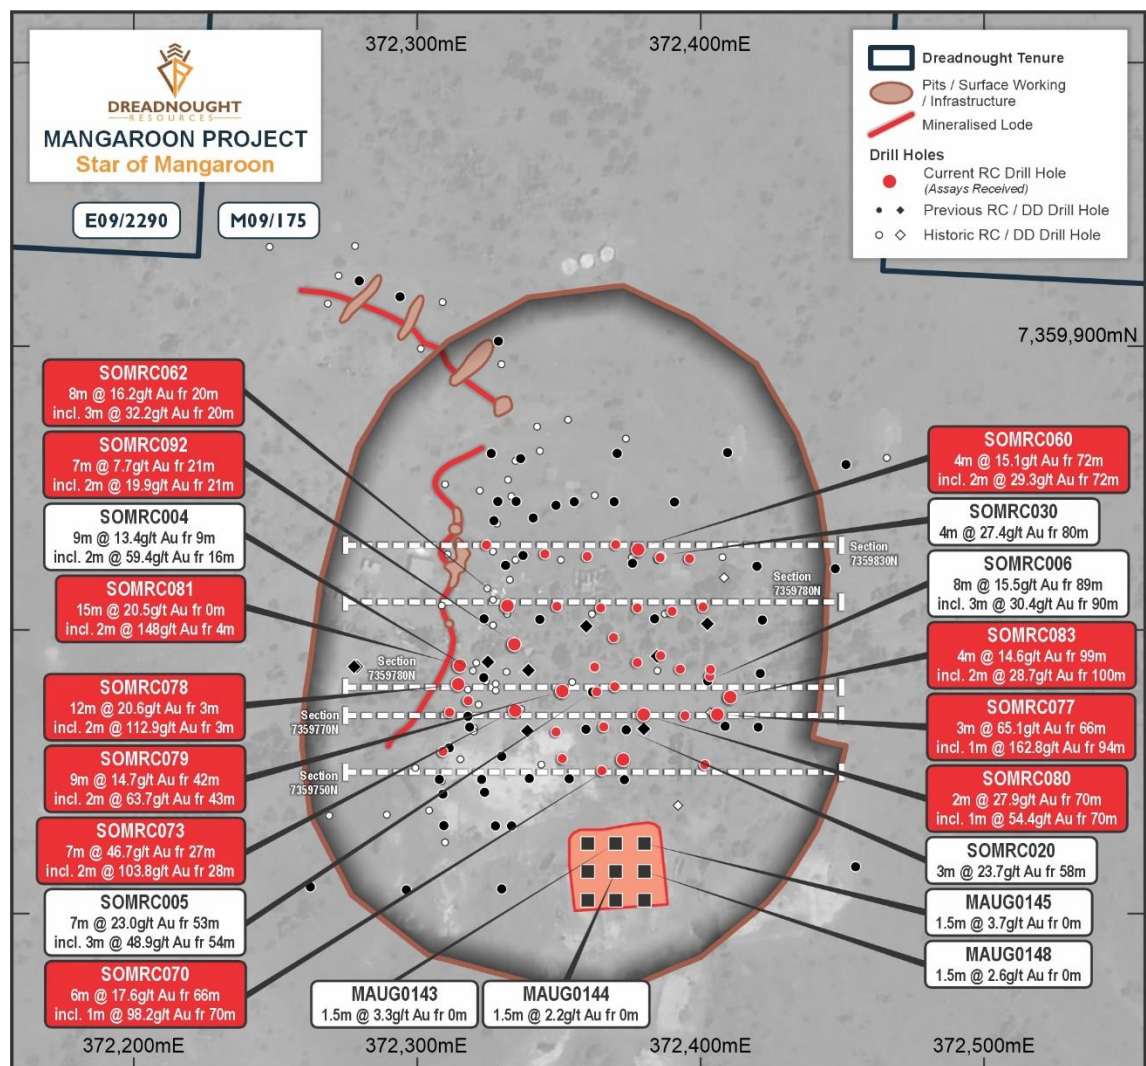 372,300mE
372,400mE
DREADNOUGHT
RESOURCES
MANGAROON PROJECT
Star of Mangaroon
E09/2290
M09/175
Dreadnought Tenure
Pits / Surface Working
/ Infrastructure
Mineralised Lode
Drill Holes
Current RC Drill Hole
(Assays Received)
Previous RC / DD Drill Hole
Historic RC / DD Drill Hole
7,359,900mN
SOMRC062
8m @ 16.2g/t Au fr 20m
incl. 3m @ 32.2g/t Au fr 20m
SOMRC092
7m @ 7.7g/t Au fr 21m
incl. 2m @ 19.9g/t Au fr 21m
SOMRC004
9m @ 13.4g/t Au fr 9m
incl. 2m @ 59.4g/t Au fr 16m
SOMRC081
15m @ 20.5g/t Au fr 0m
incl. 2m @ 148g/t Au fr 4m
SOMRC078
12m @ 20.6g/t Au fr 3m
incl. 2m @ 112.9g/t Au fr 3m
SOMRC079
9m @ 14.7g/t Au fr 42m
incl. 2m @ 63.7g/t Au fr 43m
SOMRC073
7m @ 46.7g/t Au fr 27m
incl. 2m @ 103.8g/t Au fr 28m
SOMRC005
7m @ 23.0g/t Au fr 53m
incl. 3m @ 48.9g/t Au fr 54m
SOMRC070
6m @ 17.6g/t Au fr 66m
incl. 1m @ 98.2g/t Au fr 70m
Section
7359830N
Section
7359780N
Section
7359780N
Section
7359770N
Section
7359750N
SOMRC060
4m @ 15.1g/t Au fr 72m
incl. 2m @ 29.3g/t Au fr 72m
SOMRC030
4m @ 27.4g/t Au fr 80m
SOMRC006
8m @ 15.5g/t Au fr 89m
incl. 3m @ 30.4g/t Au fr 90m
SOMRC083
4m @ 14.6g/t Au fr 99m
incl. 2m @ 28.7g/t Au fr 100m
SOMRC077
3m @ 65.1g/t Au fr 66m
incl. 1m @ 162.8g/t Au fr 94m
SOMRC080
2m @ 27.9g/t Au fr 70m
incl. 1m @ 54.4g/t Au fr 70m
SOMRC020
3m @ 23.7g/t Au fr 58m
MAUG0145
1.5m @ 3.7g/t Au fr 0m
MAUG0148
1.5m @ 2.6g/t Au fr 0m
MAUG0143
1.5m @ 3.3g/t Au fr 0m
MAUG0144
1.5m @ 2.2g/t Au fr 0m
372,200mE
372,300mE
372,400mE
372,500mE